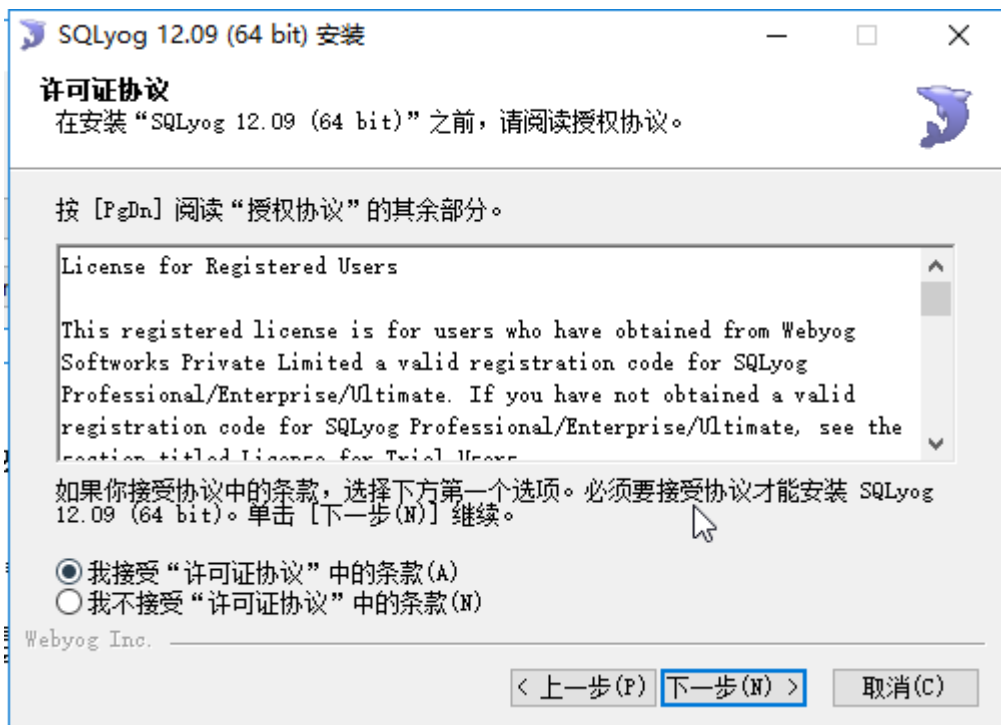 SQLyog 12.09 (64 bit) 安装
许可证协议
在安装“SQLyog 12.09 (64 bit)”之前，请阅读授权协议。
按 [PgDn] 阅读“授权协议”的其余部分。
License for Registered Users
This registered license is for users who have obtained from Webyog
Softworks Private Limited a valid registration code for SQLyog
Professional/Enterprise/Ultimate. If you have not obtained a valid
registration code for SQLyog Professional/Enterprise/Ultimate, see the
section titled License for Trial Users
如果你接受协议中的条款，选择下方第一个选项。必须要接受协议才能安装 SQLyog
12.09 (64 bit)。单击 [下一步(N)] 继续。
我接受“许可证协议”中的条款(A)
我不接受“许可证协议”中的条款(N)
Webyog Inc.
< 上一步(P)
下一步(N) >
取消(C)